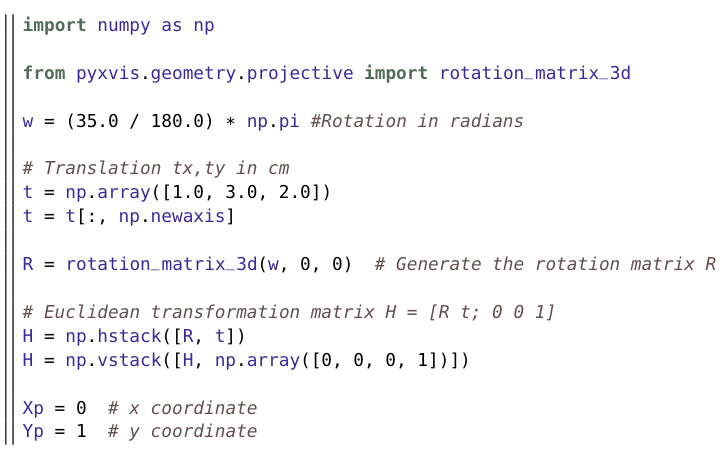 import numpy as np
from pyxvis.geometry.projective import rotation_matrix_3d
w = (35.0 / 180.0) * np.pi #Rotation in radians
# Translation tx,ty in cm
t = np.array([1.0, 3.0, 2.0])
t = t[:, np.newaxis]
R = rotation_matrix_3d(w, 0, 0)  # Generate the rotation matrix R
# Euclidean transformation matrix H = [R t; 0 0 1]
H = np.hstack([R, t])
H = np.vstack([H, np.array([0, 0, 0, 1])])
Xp = 0  # x coordinate
Yp = 1  # y coordinate